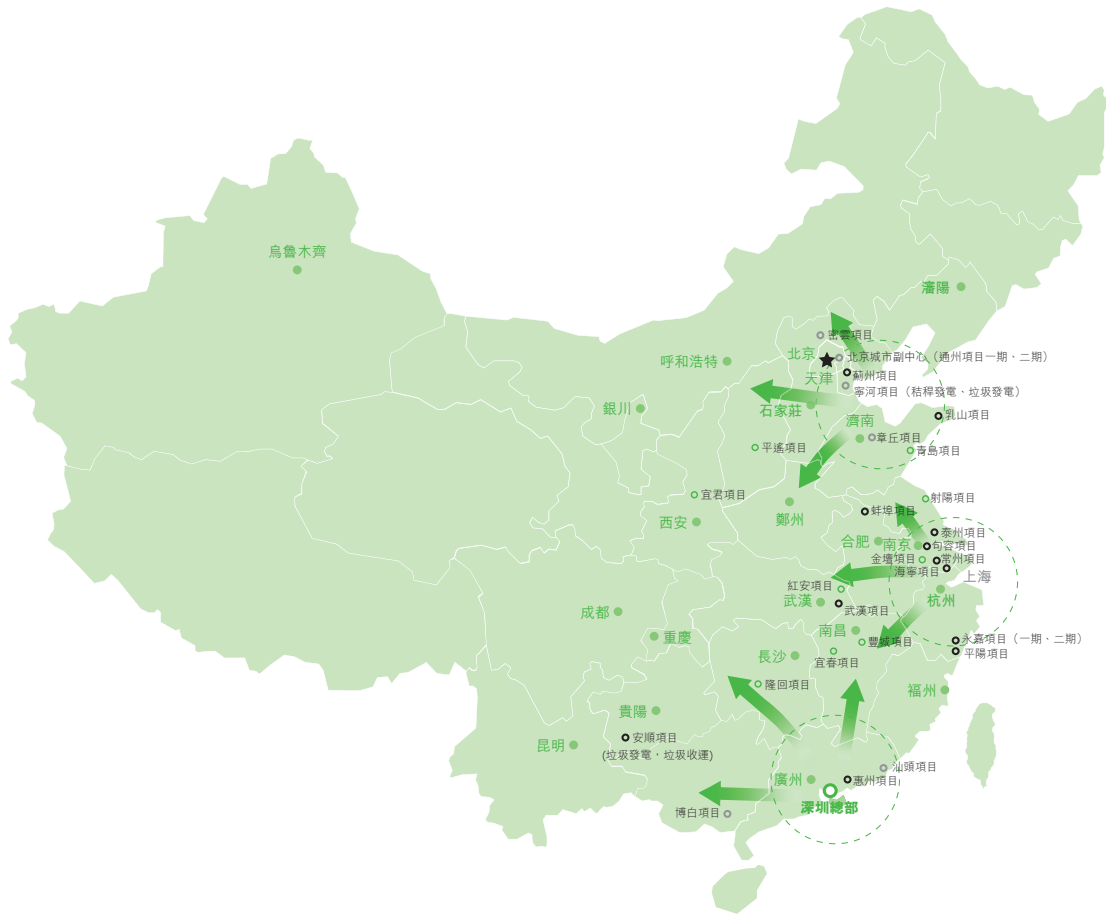 烏魯木齊
瀋陽
密雲項目
北京
北京城市副中心（通州項目一期、二期）
呼和浩特
天津
薊州項目
寧河項目（秸稈發電、垃圾發電）
銀川
石家莊
乳山項目
濟南
章丘項目
平遙項目
青島項目
宜君項目
射陽項目
蚌埠項目
西安
鄭州
泰州項目
合肥
南京
句容項目
金壇項目
常州項目
海寧項目
上海
紅安項目
武漢
杭州
武漢項目
成都
南昌
重慶
豐城項目
永嘉項目（一期、二期）
平陽項目
長沙
宜春項目
隆回項目
福州
貴陽
安順項目
(垃圾發電、垃圾收運)
昆明
汕頭項目
廣州
惠州項目
深圳總部
博白項目